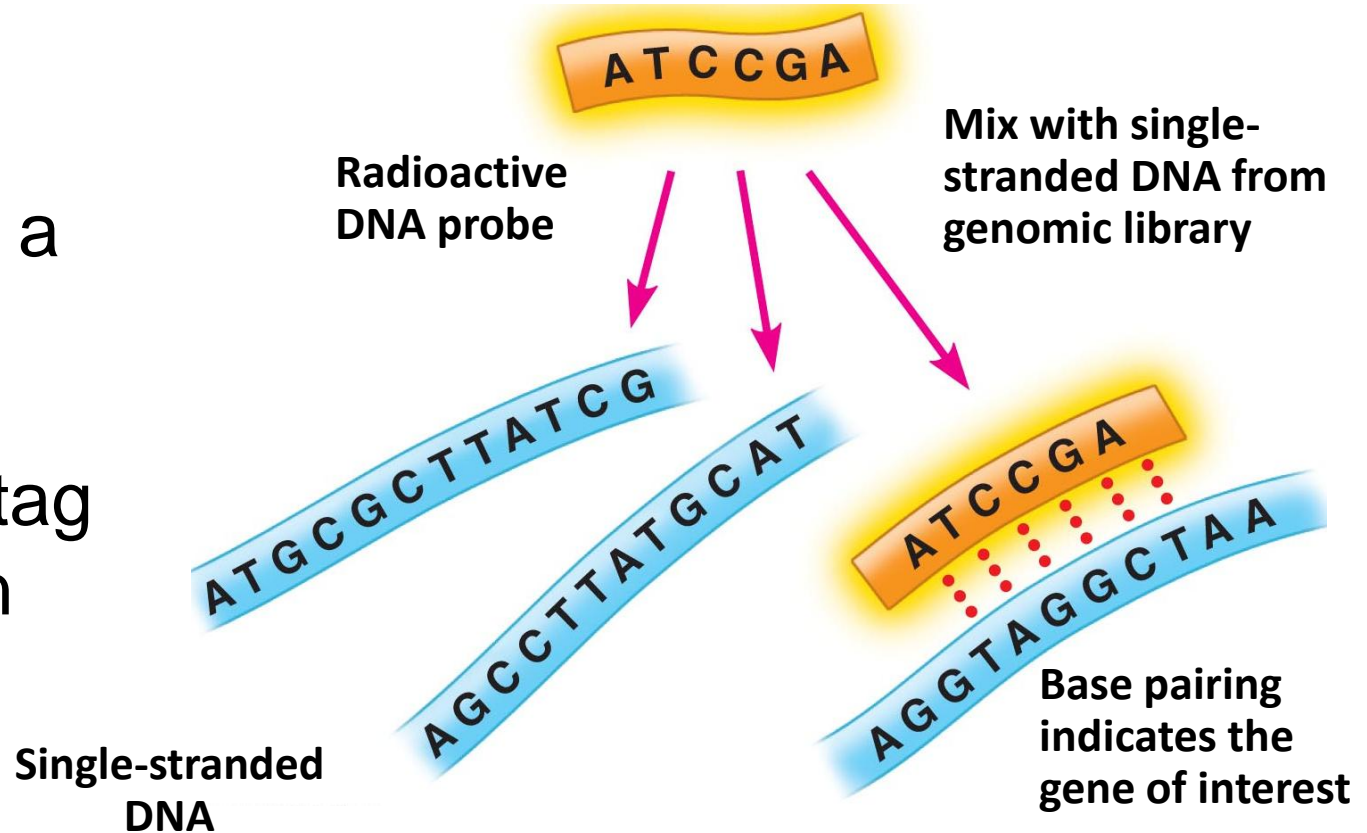 ATCCGA
Radioactive
DNA probe
Mix with single-
stranded DNA from
genomic library
a
tag
ATGCGCTTATCG
AGCCTTATGCAT
ATCCGA
AGGTAGGCTAA
Base pairing
indicates the
gene of interest
Single-stranded
DNA